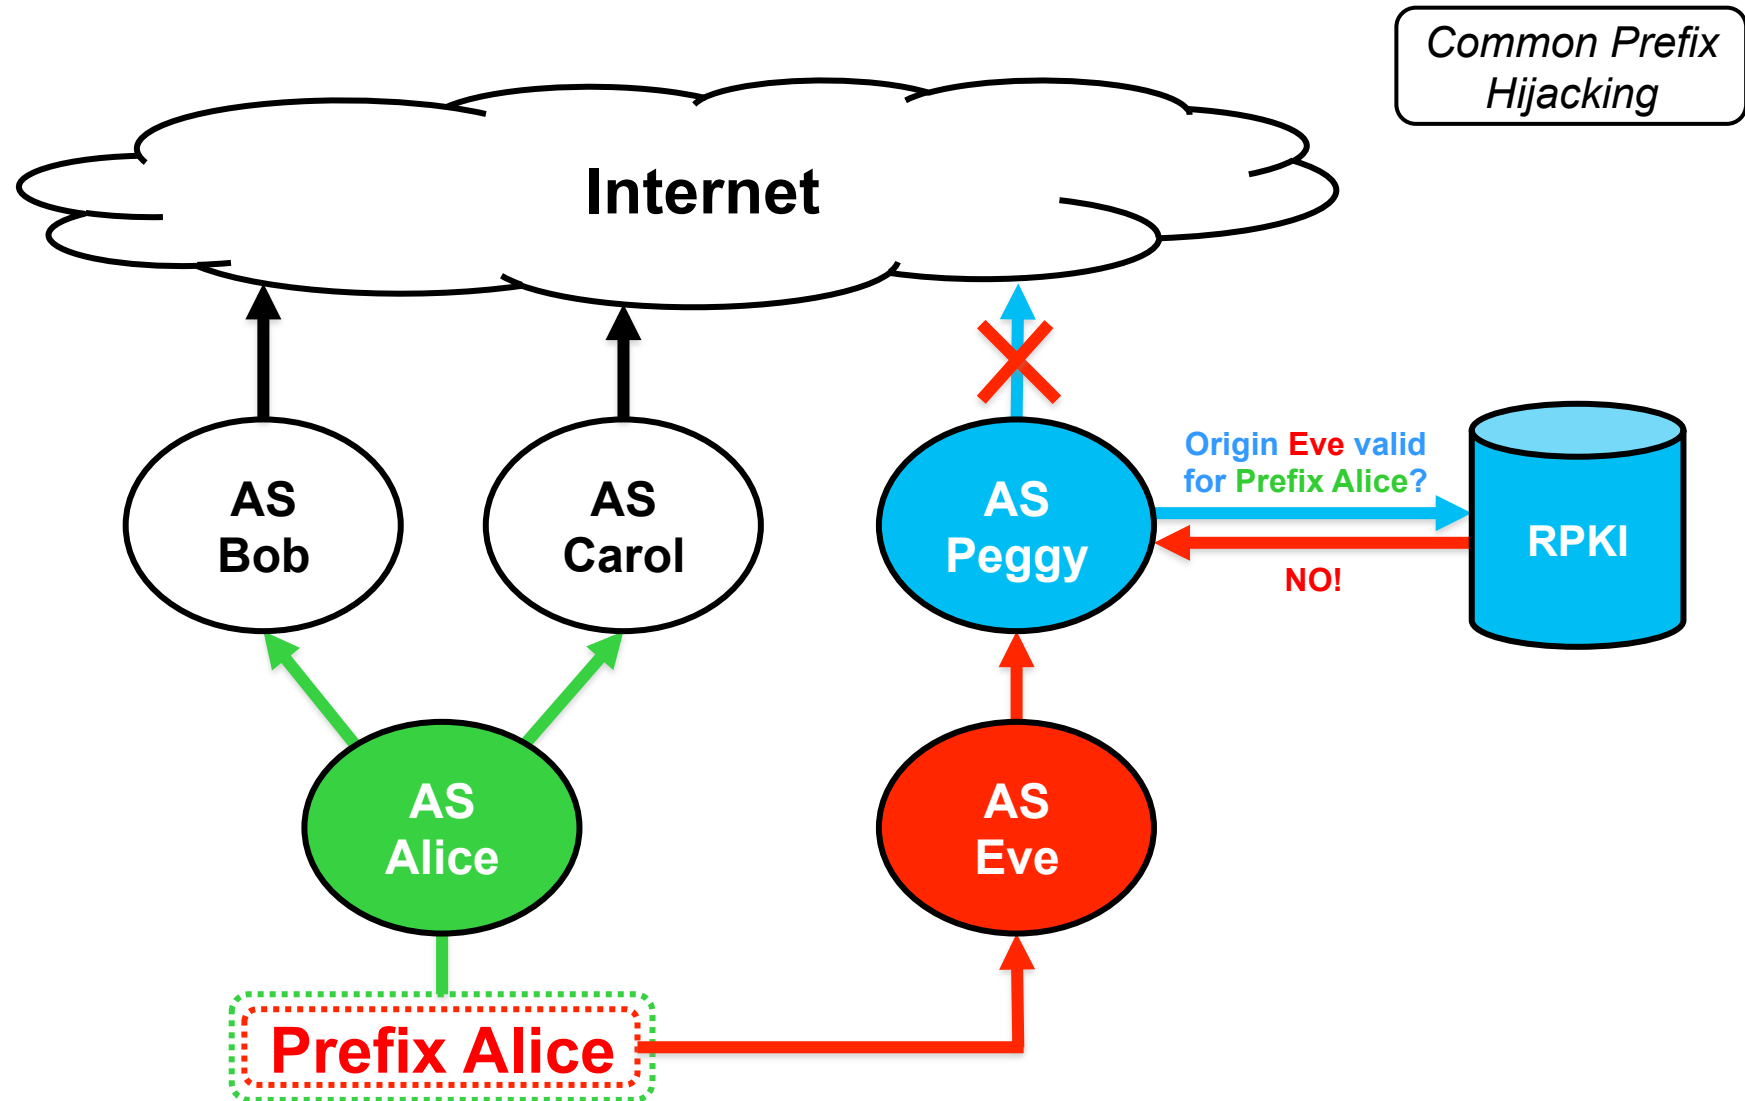 Common Prefix
Hijacking
Internet
AS
Bob
AS
Carol
AS
Peggy
Origin Eve valid
for Prefix Alice?
NO!
RPKI
AS
Alice
AS
Eve
Prefix Alice